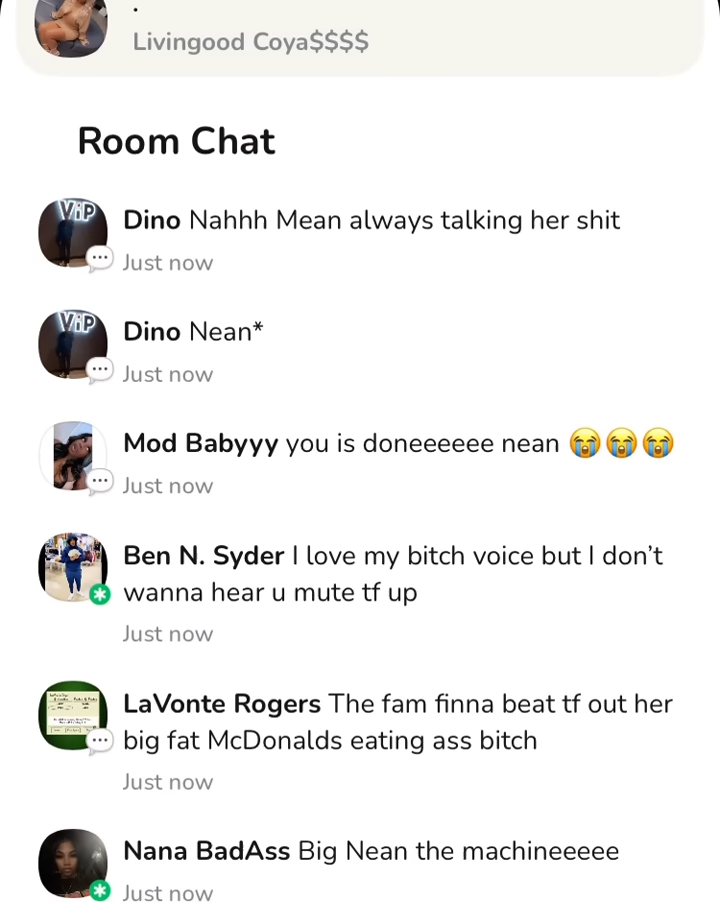 .
Livingood Coya$$$$
Room Chat
VIP
Dino Nahhh Mean always talking her shit
Just now
VIP
Dino Nean*
Just now
Mod Babyyy you is doneeeeee nean 😭😭😭
Just now
Ben N. Syder I love my bitch voice but I don’t
wanna hear u mute tf up
Just now
LaVonte Rogers The fam finna beat tf out her
big fat McDonalds eating ass bitch
Just now
Nana BadAss Big Nean the machineeeee
Just now